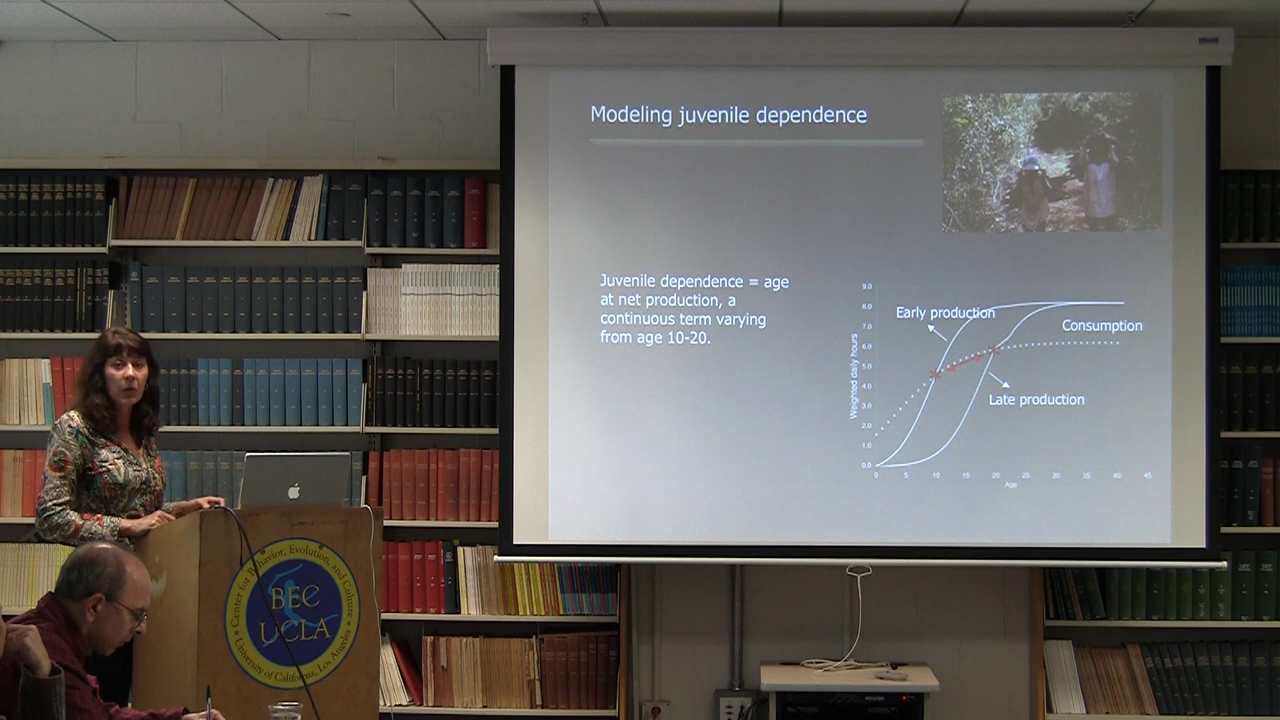 Modeling juvenile dependence
Juvenile dependence = age
at net production, a
continuous term varying
from age 10-20.
9.0
8.0
7.0
6.0
5.0
4.0
3.0
2.0
1.0
0.0
Weighted daily hours
Early production
Consumption
Late production
0 5 10 15 20 25 30 35 40 45
Age
Center for Behavior, Evolution, and Culture
BEC
UCLA
University of California, Los Angeles